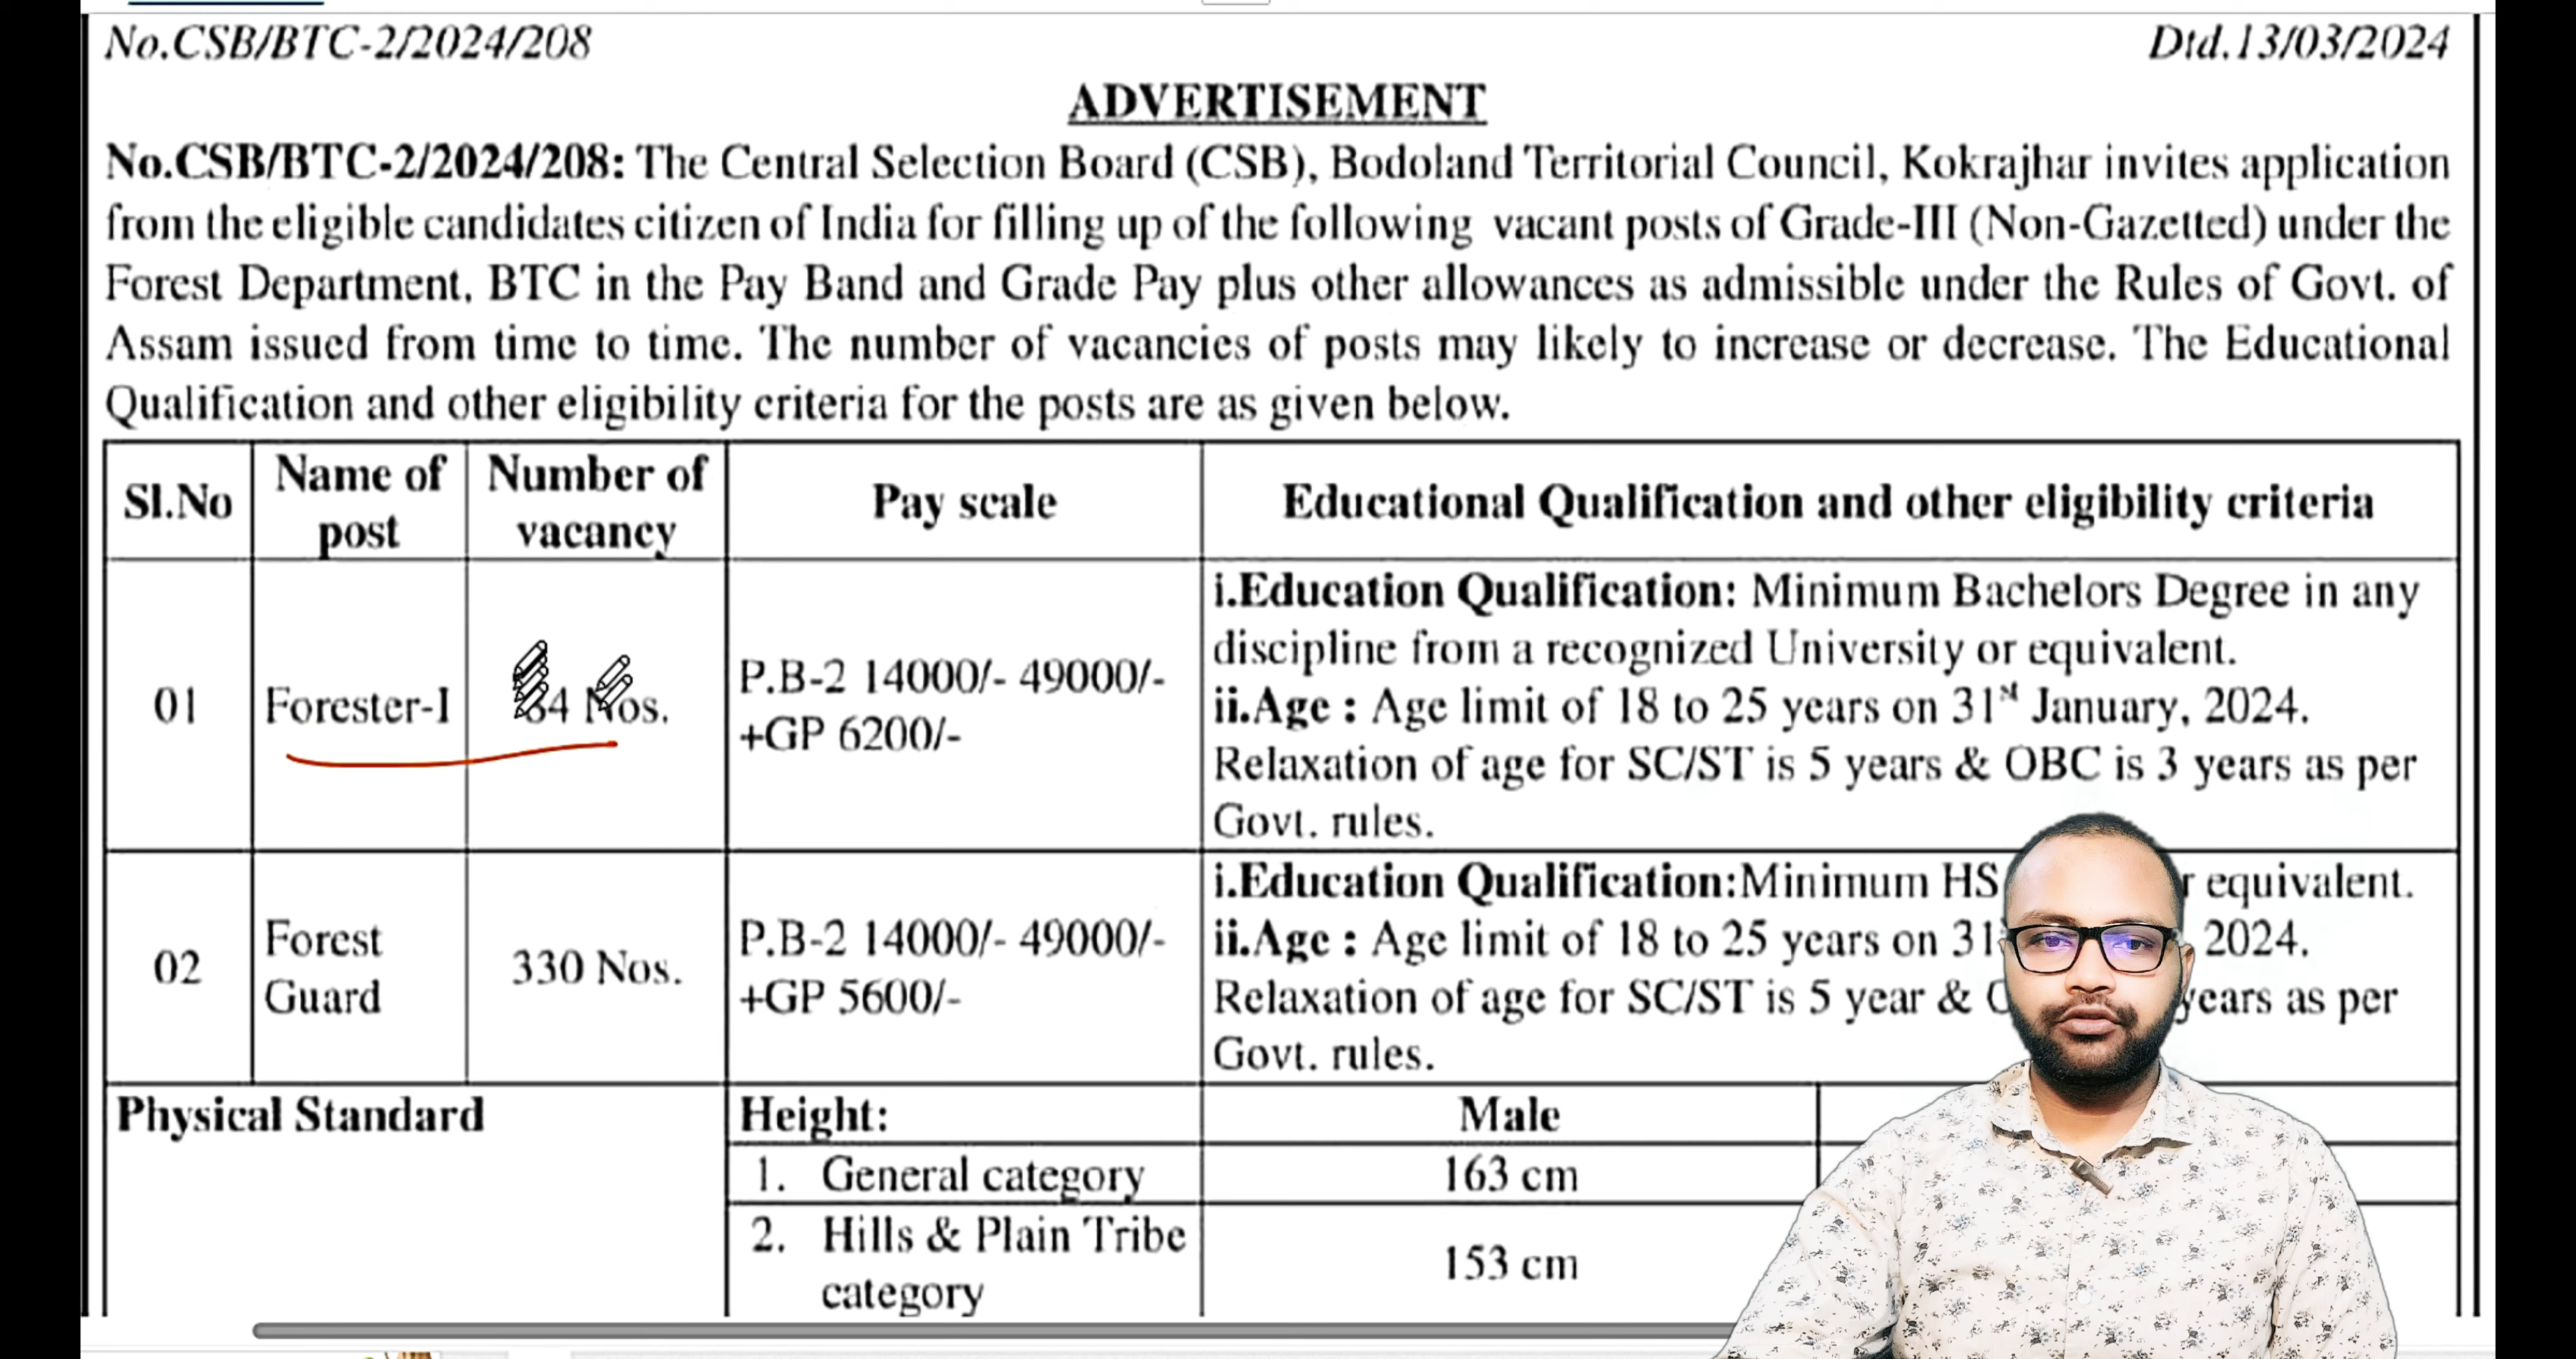 No.CSB/BTC-2/2024/208 Dtd.13/03/2024
ADVERTISEMENT
No.CSB/BTC-2/2024/208: The Central Selection Board (CSB), Bodoland Territorial Council, Kokrajhar invites application
from the eligible candidates citizen of India for filling up of the following vacant posts of Grade-III (Non-Gazetted) under the
Forest Department, BTC in the Pay Band and Grade Pay plus other allowances as admissible under the Rules of Govt. of
Assam issued from time to time. The number of vacancies of posts may likely to increase or decrease. The Educational
Qualification and other eligibility criteria for the posts are as given below.
Sl.No
Name of
post
Number of
vacancy
Pay scale
Educational Qualification and other eligibility criteria
01
Forester-I
Nos.
P.B-2 14000/- 49000/-
+GP 6200/-
i.Education Qualification: Minimum Bachelors Degree in any
discipline from a recognized University or equivalent.
ii.Age : Age limit of 18 to 25 years on 31st January, 2024.
Relaxation of age for SC/ST is 5 years & OBC is 3 years as per
Govt. rules.
02
Forest
Guard
330 Nos.
P.B-2 14000/- 49000/-
+GP 5600/-
i.Education Qualification:Minimum HS equivalent.
ii.Age : Age limit of 18 to 25 years on 31 2024.
Relaxation of age for SC/ST is 5 year & years as per
Govt. rules.
Physical Standard
Height:
Male
1. General category
163 cm
2. Hills & Plain Tribe
category
153 cm